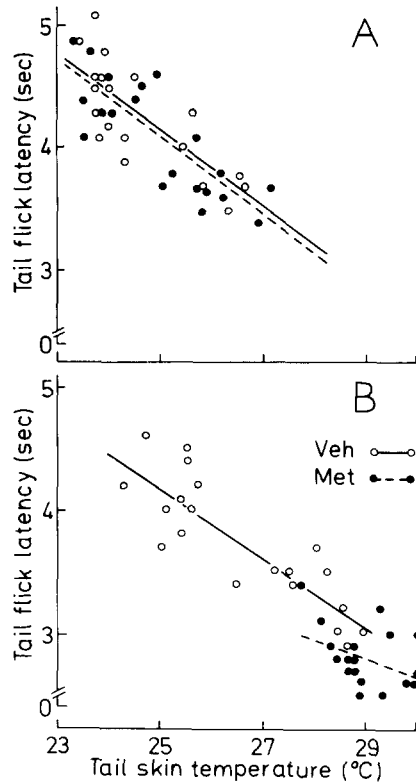 A
Tail flick latency (sec)
5
4
3
0
B
Veh
Met
Tail flick latency (sec)
5
4
3
0
23 25 27 29
Tail skin temperature (°C)